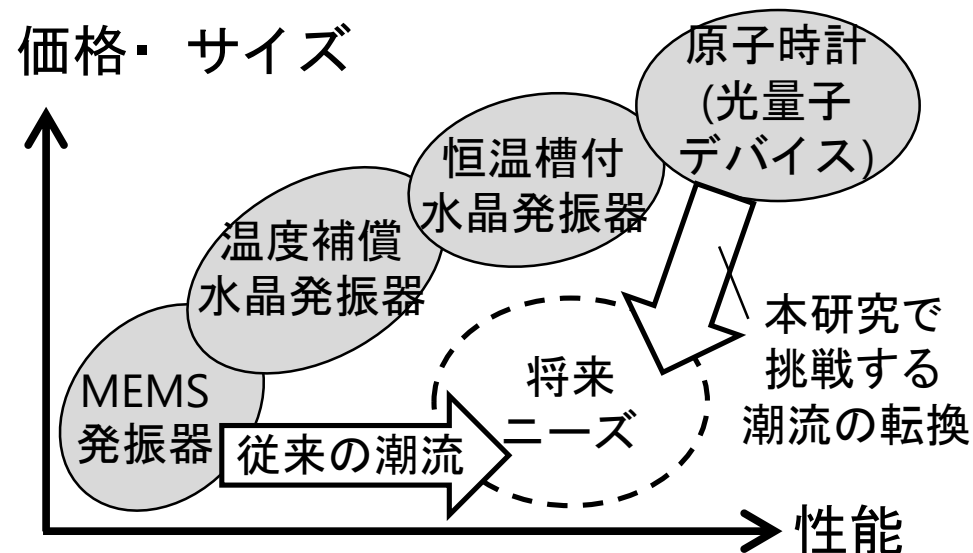 価格・ サイズ
原子時計
(光量子
デバイス)
恒温槽付
水晶発振器
温度補償
水晶発振器
MEMS
発振器
従来の潮流
将来
ニーズ
本研究で
挑戦する
潮流の転換
性能